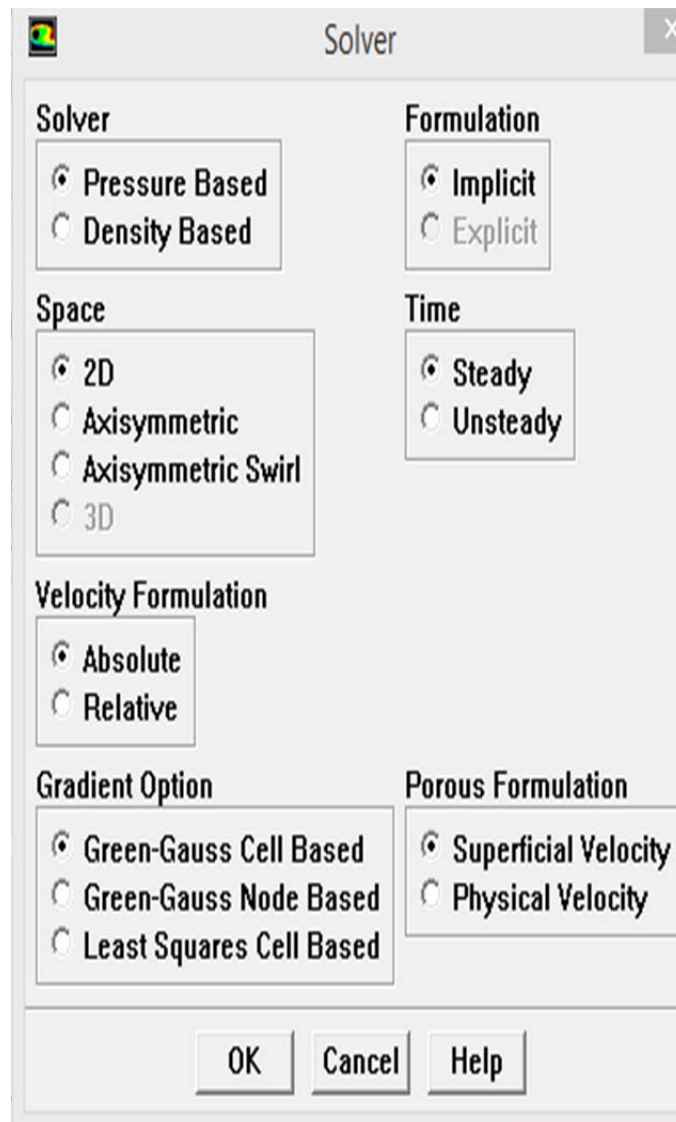 Solver
X
Solver
Pressure Based
Density Based
Formulation
Implicit
Explicit
Space
2D
Axisymmetric
Axisymmetric Swirl
3D
Time
Steady
Unsteady
Velocity Formulation
Absolute
Relative
Gradient Option
Green-Gauss Cell Based
Green-Gauss Node Based
Least Squares Cell Based
Porous Formulation
Superficial Velocity
Physical Velocity
OK
Cancel
Help